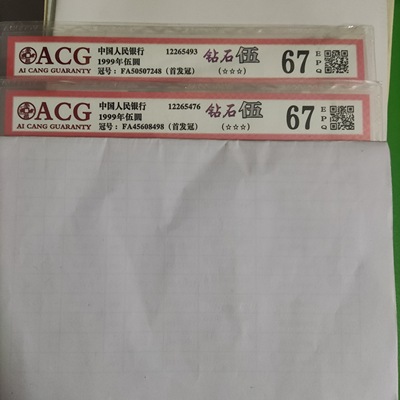 ACG
AI CANG GUARANTY
中国人民银行 12265493
1999年伍圆
冠号：FA50507248（首发冠）
钻石伍
(☆☆☆)
67
EPQ
ACG
AI CANG GUARANTY
中国人民银行 12265476
1999年伍圆
冠号：FA45608498（首发冠）
钻石伍
(☆☆☆)
67
EPQ